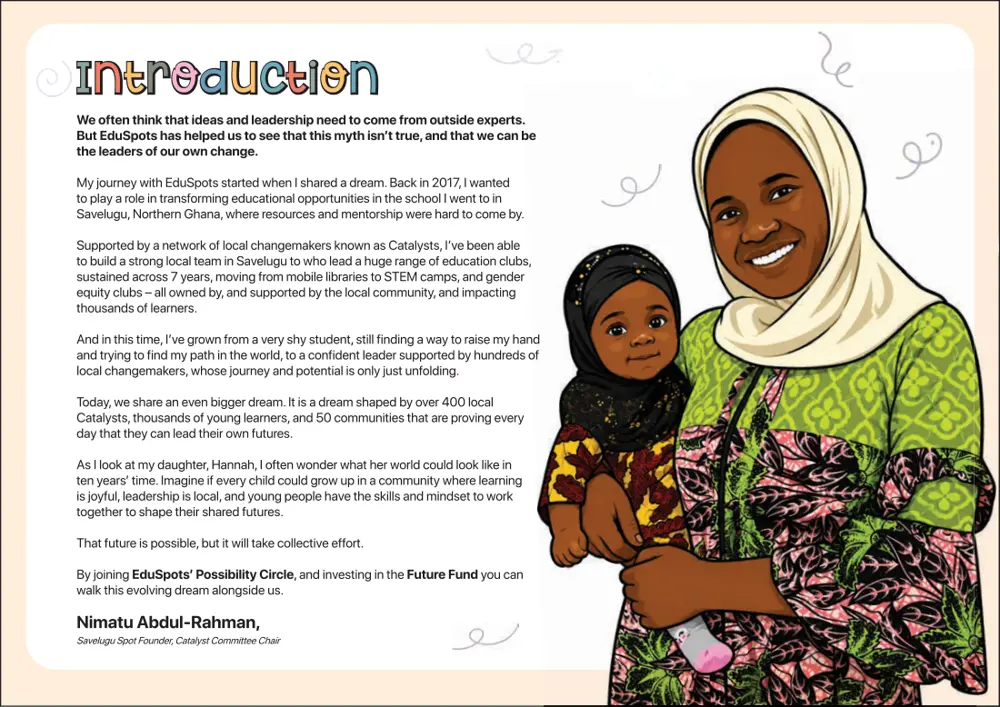 Introduction
We often think that ideas and leadership need to come from outside experts.
But EduSpots has helped us to see that this myth isn't true, and that we can be
the leaders of our own change.
My journey with EduSpots started when I shared a dream. Back in 2017, I wanted
to play a role in transforming educational opportunities in the school I went to in
Savelugu, Northern Ghana, where resources and mentorship were hard to come by.
Supported by a network of local changemakers known as Catalysts, I've been able
to build a strong local team in Savelugu to who lead a huge range of education clubs,
sustained across 7 years, moving from mobile libraries to STEM camps, and gender
equity clubs – all owned by, and supported by the local community, and impacting
thousands of learners.
And in this time, I've grown from a very shy student, still finding a way to raise my hand
and trying to find my path in the world, to a confident leader supported by hundreds of
local changemakers, whose journey and potential is only just unfolding.
Today, we share an even bigger dream. It is a dream shaped by over 400 local
Catalysts, thousands of young learners, and 50 communities that are proving every
day that they can lead their own futures.
As I look at my daughter, Hannah, I often wonder what her world could look like in
ten years' time. Imagine if every child could grow up in a community where learning
is joyful, leadership is local, and young people have the skills and mindset to work
together to shape their shared futures.
That future is possible, but it will take collective effort.
By joining EduSpots' Possibility Circle, and investing in the Future Fund you can
walk this evolving dream alongside us.
Nimatu Abdul-Rahman,
Savelugu Spot Founder, Catalyst Committee Chair